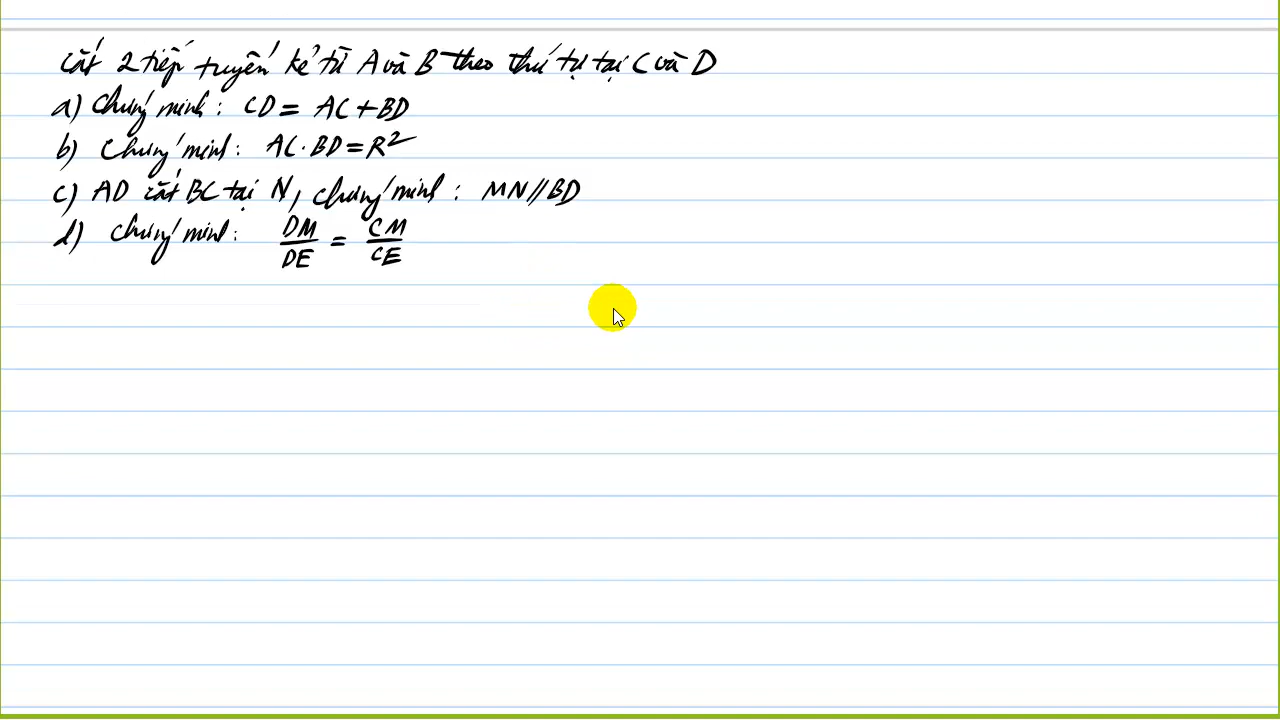 cắt 2 tiếp tuyến kẻ từ A và B theo thứ tự tại C và D
a) Chứng minh: CD = AC + BD
b) Chứng minh: AC . BD = R²
c) AD cắt BC tại N, chứng minh: MN // BD
d) Chứng minh: DM/DE = CM/CE